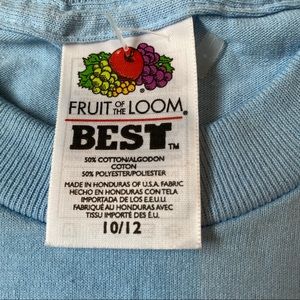 FRUIT OF THE LOOM®
BEST™
50% COTTON/ALGODON
COTON
50% POLYESTER/POLIESTER
MADE IN HONDURAS OF U.S.A. FABRIC
HECHO EN HONDURAS CON TELA
IMPORTADA DE LOS E.E.U.U.
FABRIQUÉ AU HONDURAS AVEC
TISSU IMPORTÉ DES É.U.
10/12